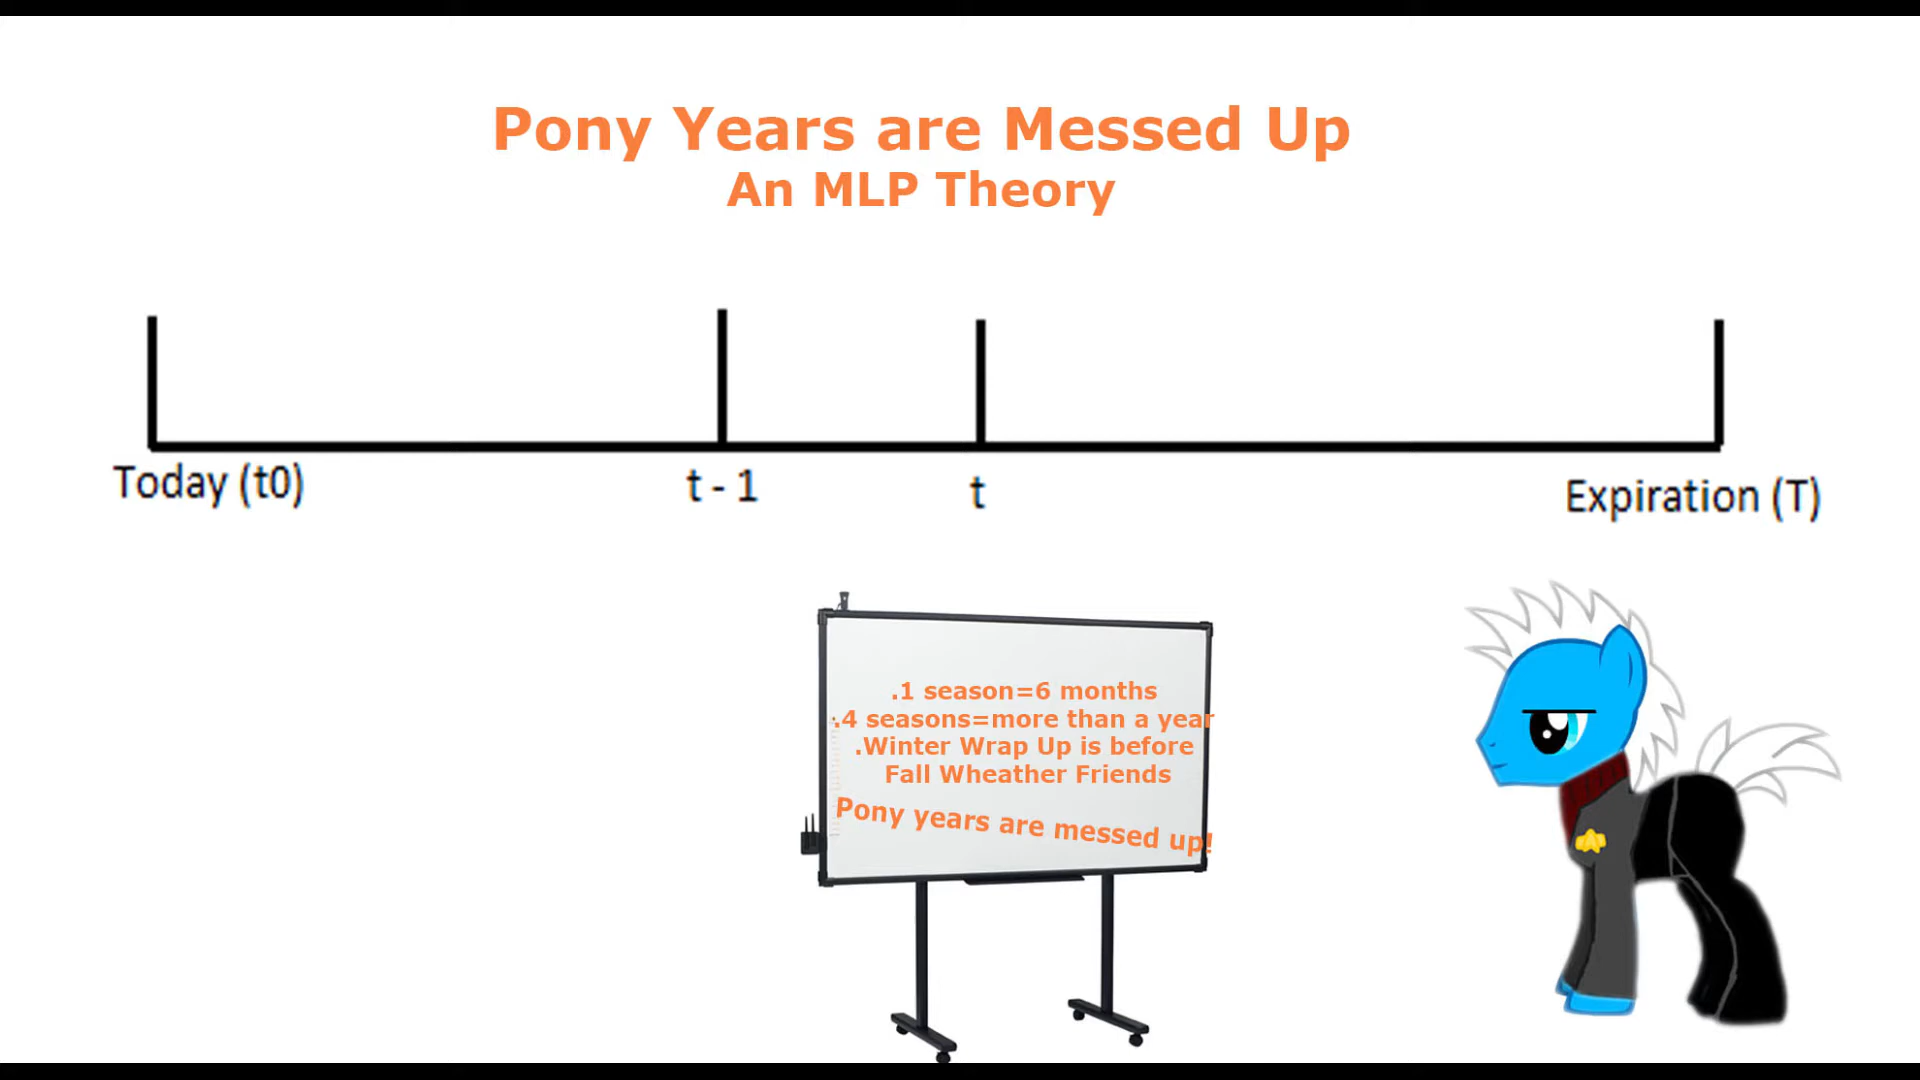 Pony Years are Messed Up
An MLP Theory
Today (t0)
t - 1
t
Expiration (T)
.1 season=6 months
.4 seasons=more than a year
.Winter Wrap Up is before
Fall Wheather Friends
Pony years are messed up!